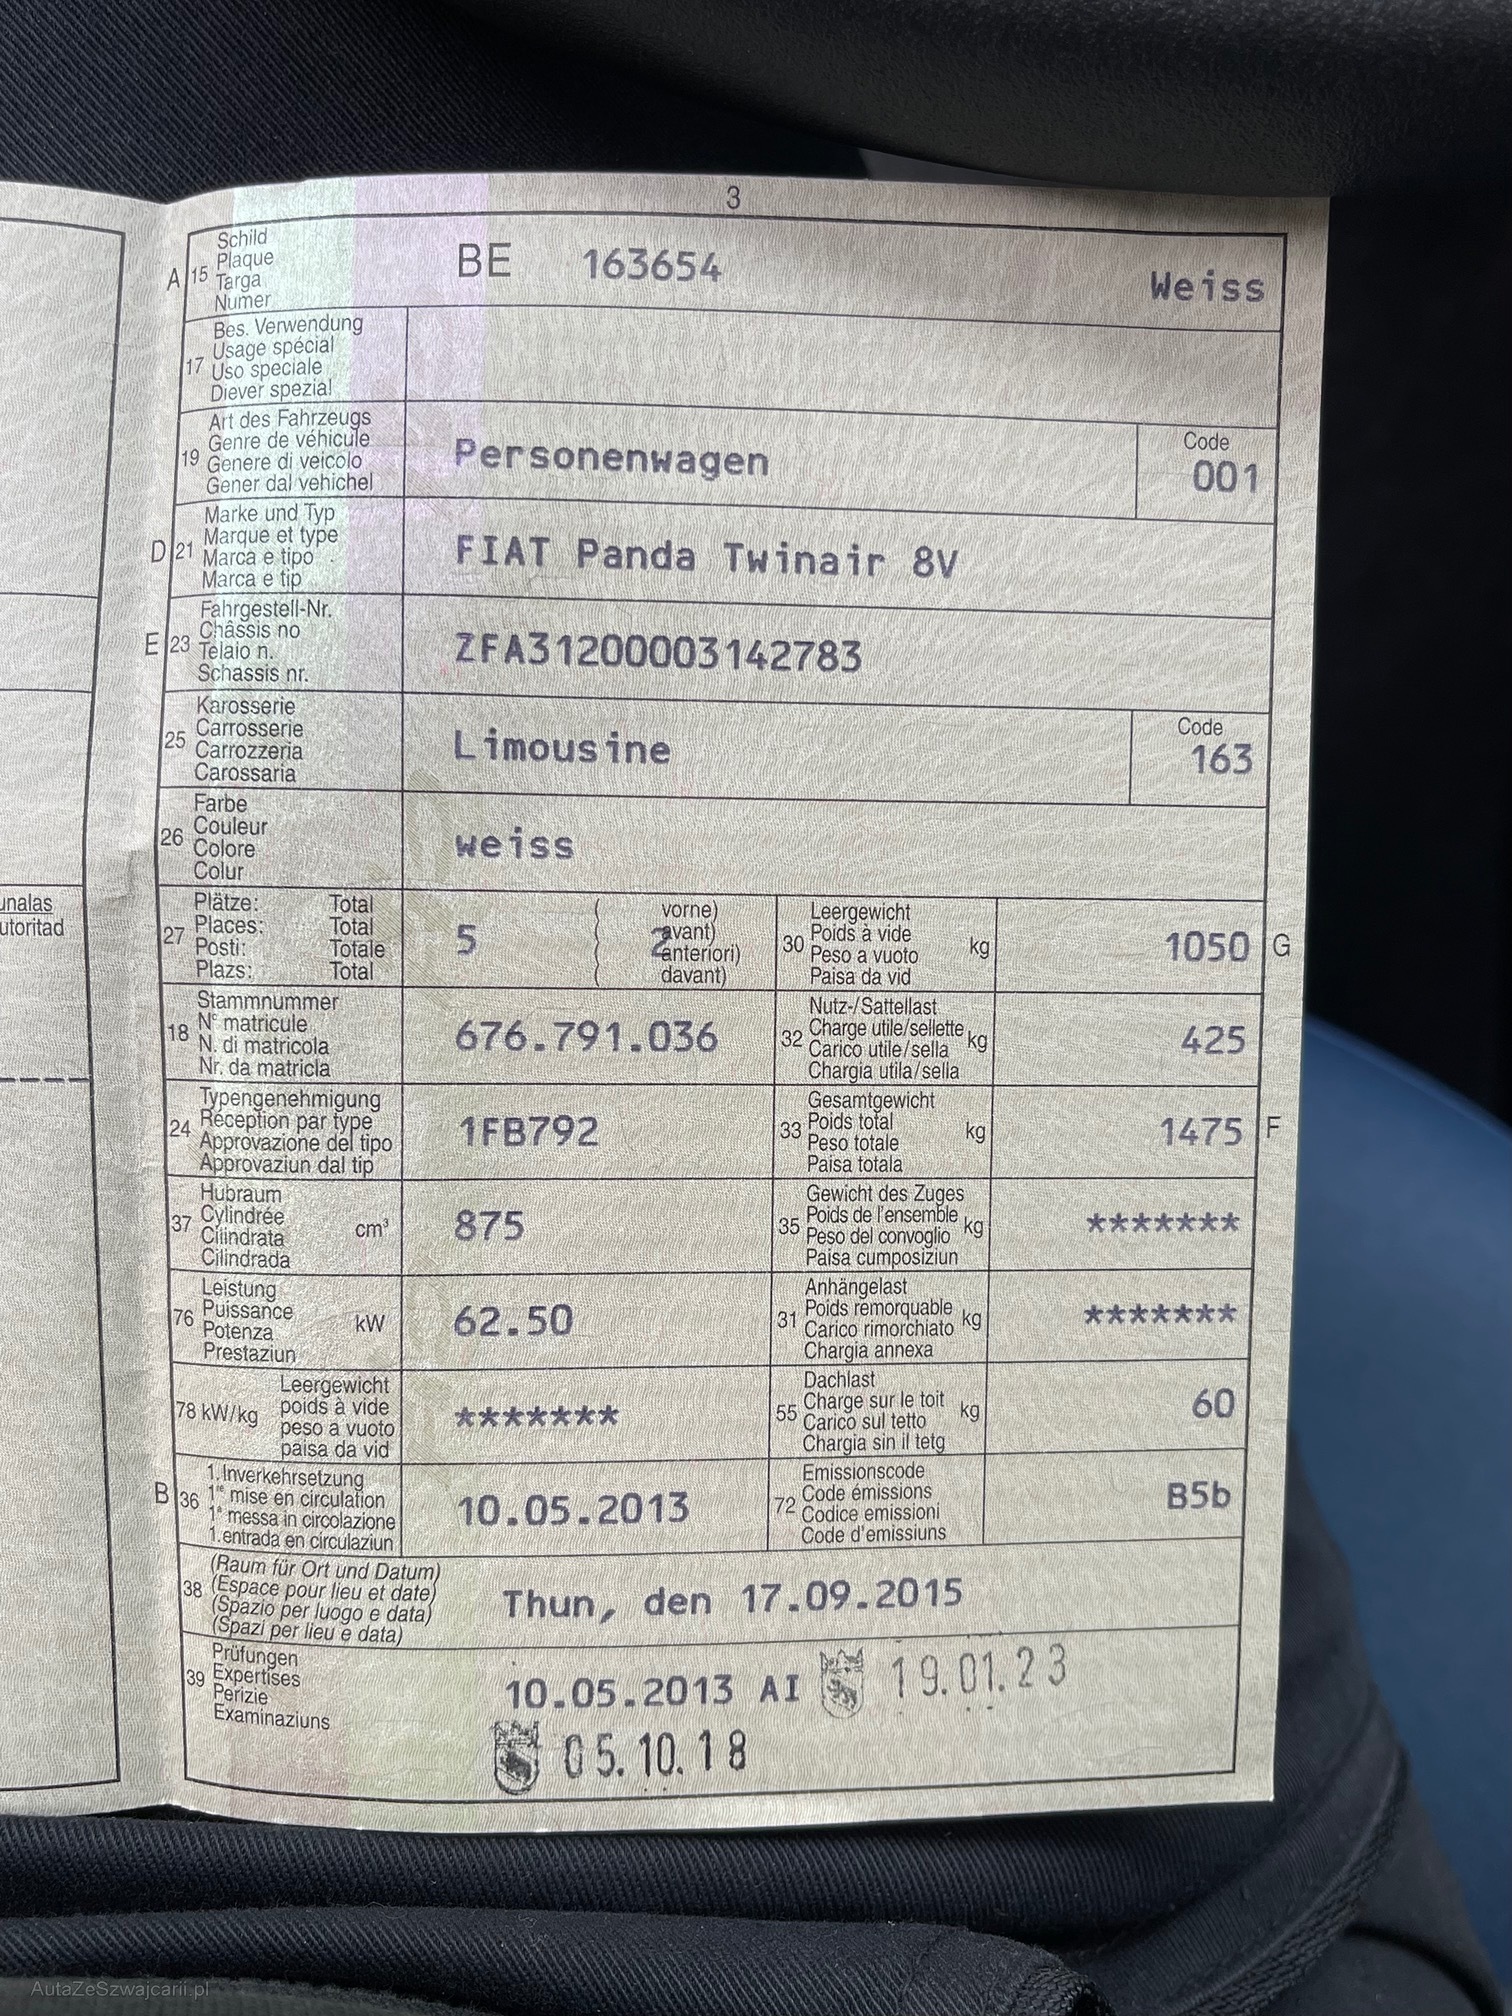 3
A 15 Schild
Plaque
Targa
Numer
BE 163654 Weiss
17 Bes. Verwendung
Usage spécial
Uso speciale
Diever spezial
19 Art des Fahrzeugs
Genre de véhicule
Genere di veicolo
Gener dal vehichel
Personenwagen
Code
001
D 21 Marke und Typ
Marque et type
Marca e tipo
Marca e tip
FIAT Panda Twinair 8V
E 23 Fahrgestell-Nr.
Châssis no
Telaio n.
Schassis nr.
ZFA31200003142783
25 Karosserie
Carrosserie
Carrozzeria
Carossaria
Limousine
Code
163
26 Farbe
Couleur
Colore
Colur
weiss
unalas
utoritad
27 Plätze: Total
Places: Total
Posti: Totale
Plazs: Total
5 ( 2 vorne)
( avant)
( anteriori)
( davant)
30 Leergewicht
Poids à vide
Peso a vuoto kg
Paisa da vid
1050 G
18 Stammnummer
N° matricule
N. di matricola
Nr. da matricla
676.791.036
32 Nutz-/Sattellast
Charge utile/sellette kg
Carico utile/sella
Chargia utila/sella
425
24 Typengenehmigung
Réception par type
Approvazione del tipo
Approvaziun dal tip
1FB792
33 Gesamtgewicht
Poids total kg
Peso totale
Paisa totala
1475 F
37 Hubraum
Cylindrée cm³
Cilindrata
Cilindrada
875
35 Gewicht des Zuges
Poids de l'ensemble kg
Peso del convoglio
Paisa cumposiziun
*******
76 Leistung
Puissance kW
Potenza
Prestaziun
62.50
31 Anhängelast
Poids remorquable kg
Carico rimorchiato
Chargia annexa
*******
78 kW/kg Leergewicht
poids à vide
peso a vuoto
paisa da vid
*******
55 Dachlast
Charge sur le toit kg
Carico sul tetto
Chargia sin il tetg
60
B 36 1. Inverkehrsetzung
1re mise en circulation
1a messa in circolazione
1. entrada en circulaziun
10.05.2013
72 Emissionscode
Code émissions
Codice emissioni
Code d'emissiuns
B5b
38 (Raum für Ort und Datum)
(Espace pour lieu et date)
(Spazio per luogo e data)
(Spazi per lieu e data)
Thun, den 17.09.2015
39 Prüfungen
Expertises
Perizie
Examinaziuns
10.05.2013 AI 19.01.23
05.10.18
AutaZeSzwajcarii.pl